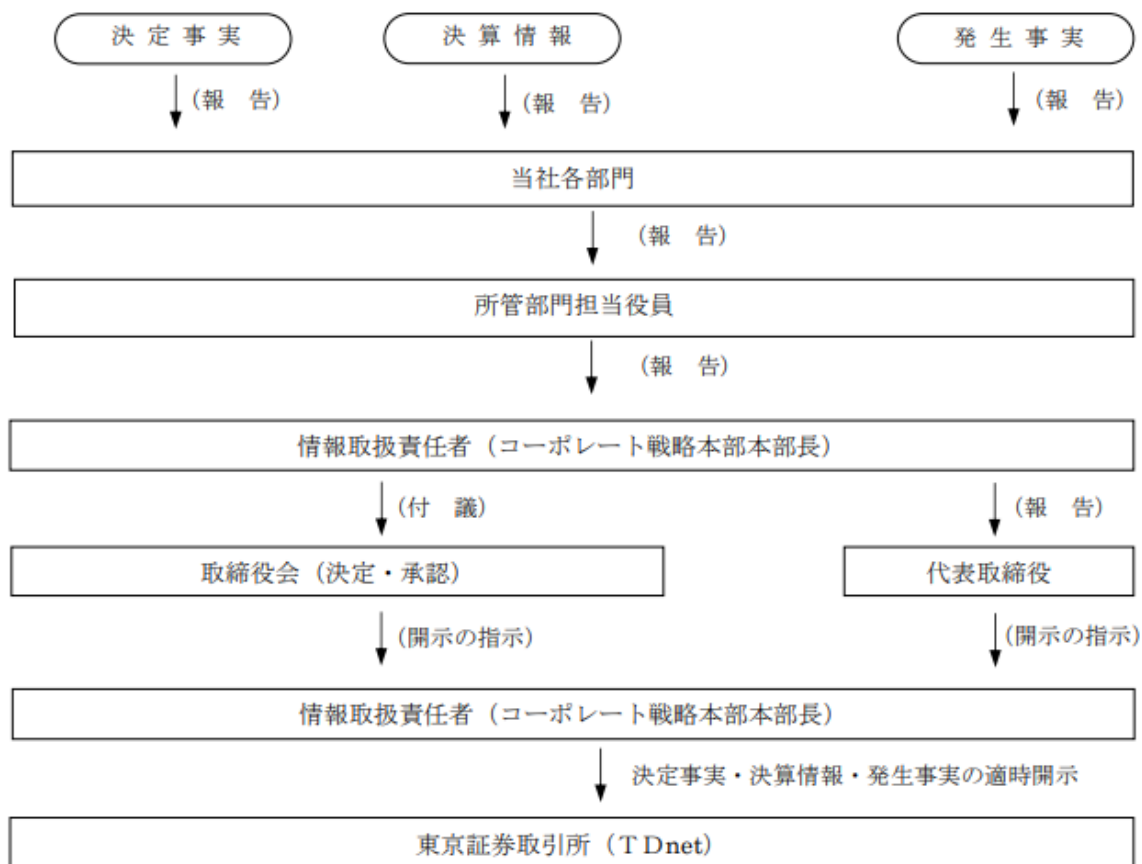 決 定 事 実
決 算 情 報
発 生 事 実
(報 告)
(報 告)
(報 告)
当社各部門
(報 告)
所管部門担当役員
(報 告)
情報取扱責任者（コーポレート戦略本部本部長）
(付 議)
(報 告)
取締役会（決定・承認）
代表取締役
(開示の指示)
(開示の指示)
情報取扱責任者（コーポレート戦略本部本部長）
決定事実・決算情報・発生事実の適時開示
東京証券取引所（ＴＤnet）